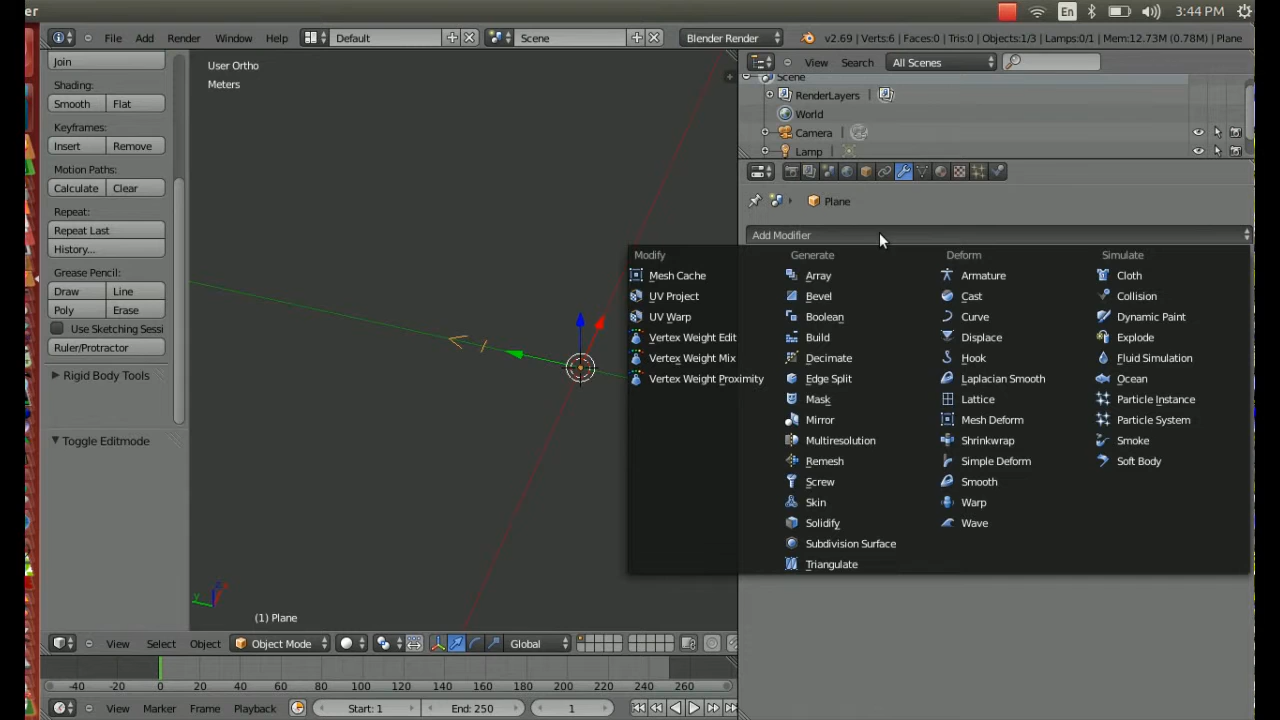 er
En
3:44 PM
File Add Render Window Help
Default
Scene
Blender Render
v2.69 | Verts:6 | Faces:0 | Tris:0 | Objects:1/3 | Lamps:0/1 | Mem:12.73M (0.78M) | Plane
Join
Shading:
Smooth Flat
Keyframes:
Insert Remove
Motion Paths:
Calculate Clear
Repeat:
Repeat Last
History...
Grease Pencil:
Draw Line
Poly Erase
Use Sketching Sessi
Ruler/Protractor
Rigid Body Tools
Toggle Editmode
User Ortho
Meters
y z x
(1) Plane
View Search All Scenes
Scene
RenderLayers
World
Camera
Lamp
Plane
Add Modifier
Modify
Mesh Cache
UV Project
UV Warp
Vertex Weight Edit
Vertex Weight Mix
Vertex Weight Proximity
Generate
Array
Bevel
Boolean
Build
Decimate
Edge Split
Mask
Mirror
Multiresolution
Remesh
Screw
Skin
Solidify
Subdivision Surface
Triangulate
Deform
Armature
Cast
Curve
Displace
Hook
Laplacian Smooth
Lattice
Mesh Deform
Shrinkwrap
Simple Deform
Smooth
Warp
Wave
Simulate
Cloth
Collision
Dynamic Paint
Explode
Fluid Simulation
Ocean
Particle Instance
Particle System
Smoke
Soft Body
View Select Object
Object Mode
Global
-40 -20 0 20 40 60 80 100 120 140 160 180 200 220 240 260
View Marker Frame Playback
Start: 1
End: 250
1